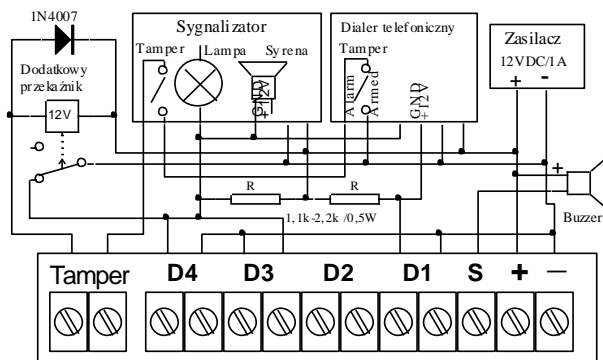 1N4007
Dodatkowy
przekaźnik
12V
Sygnalizator
Tamper
Lampa
Syrena
GND
+12V
Dialer telefoniczny
Tamper
Alarm
Armed
GND
+12V
Zasilacz
12VDC/1A
+ -
R
R
1,1k-2,2k /0,5W
+
Buzzer
Tamper D4 D3 D2 D1 S + —